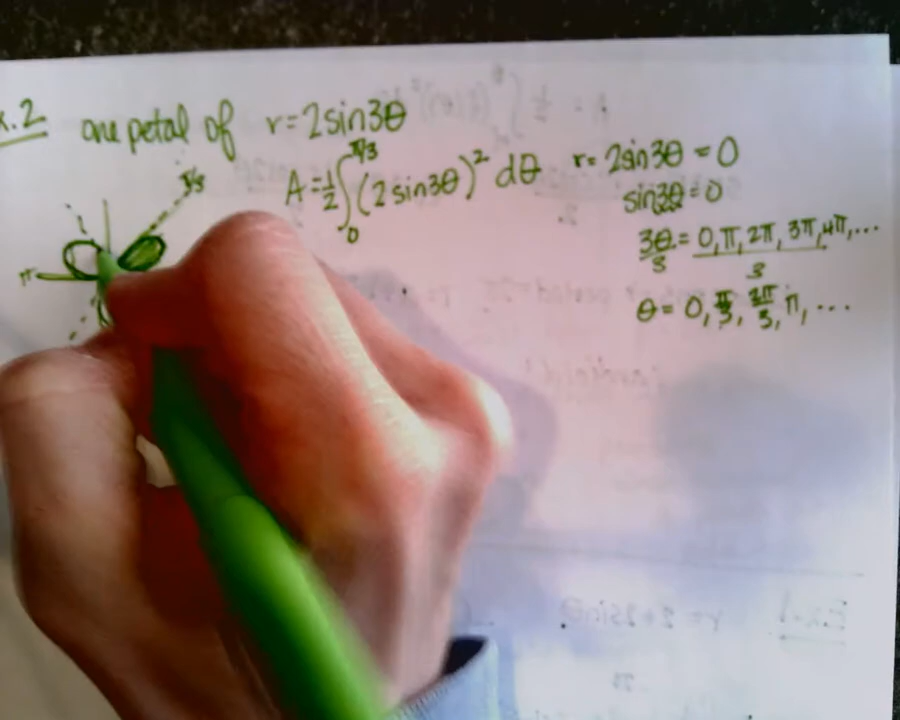 x.2 one petal of r=2sin3θ
A=½∫₀^π/3 (2sin3θ)² dθ
r=2sin3θ=0
sin3θ=0
3θ/3 = 0,π,2π,3π,4π,.../3
θ=0, π/3, 2π/3, π, ...
π/3
π